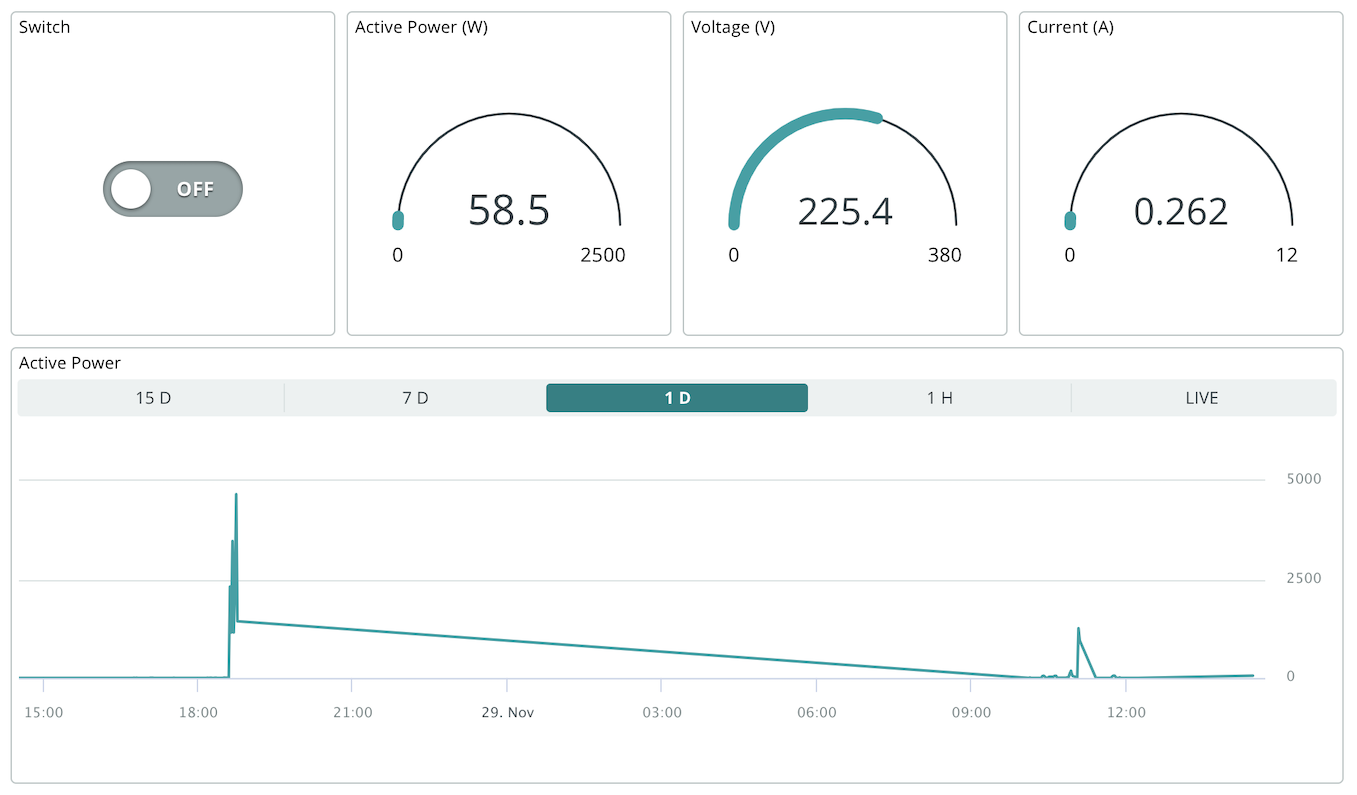 Switch
OFF
Active Power (W)
58.5
0 2500
Voltage (V)
225.4
0 380
Current (A)
0.262
0 12
Active Power
15 D 7 D 1 D 1 H LIVE
5000
2500
0
15:00 18:00 21:00 29. Nov 03:00 06:00 09:00 12:00